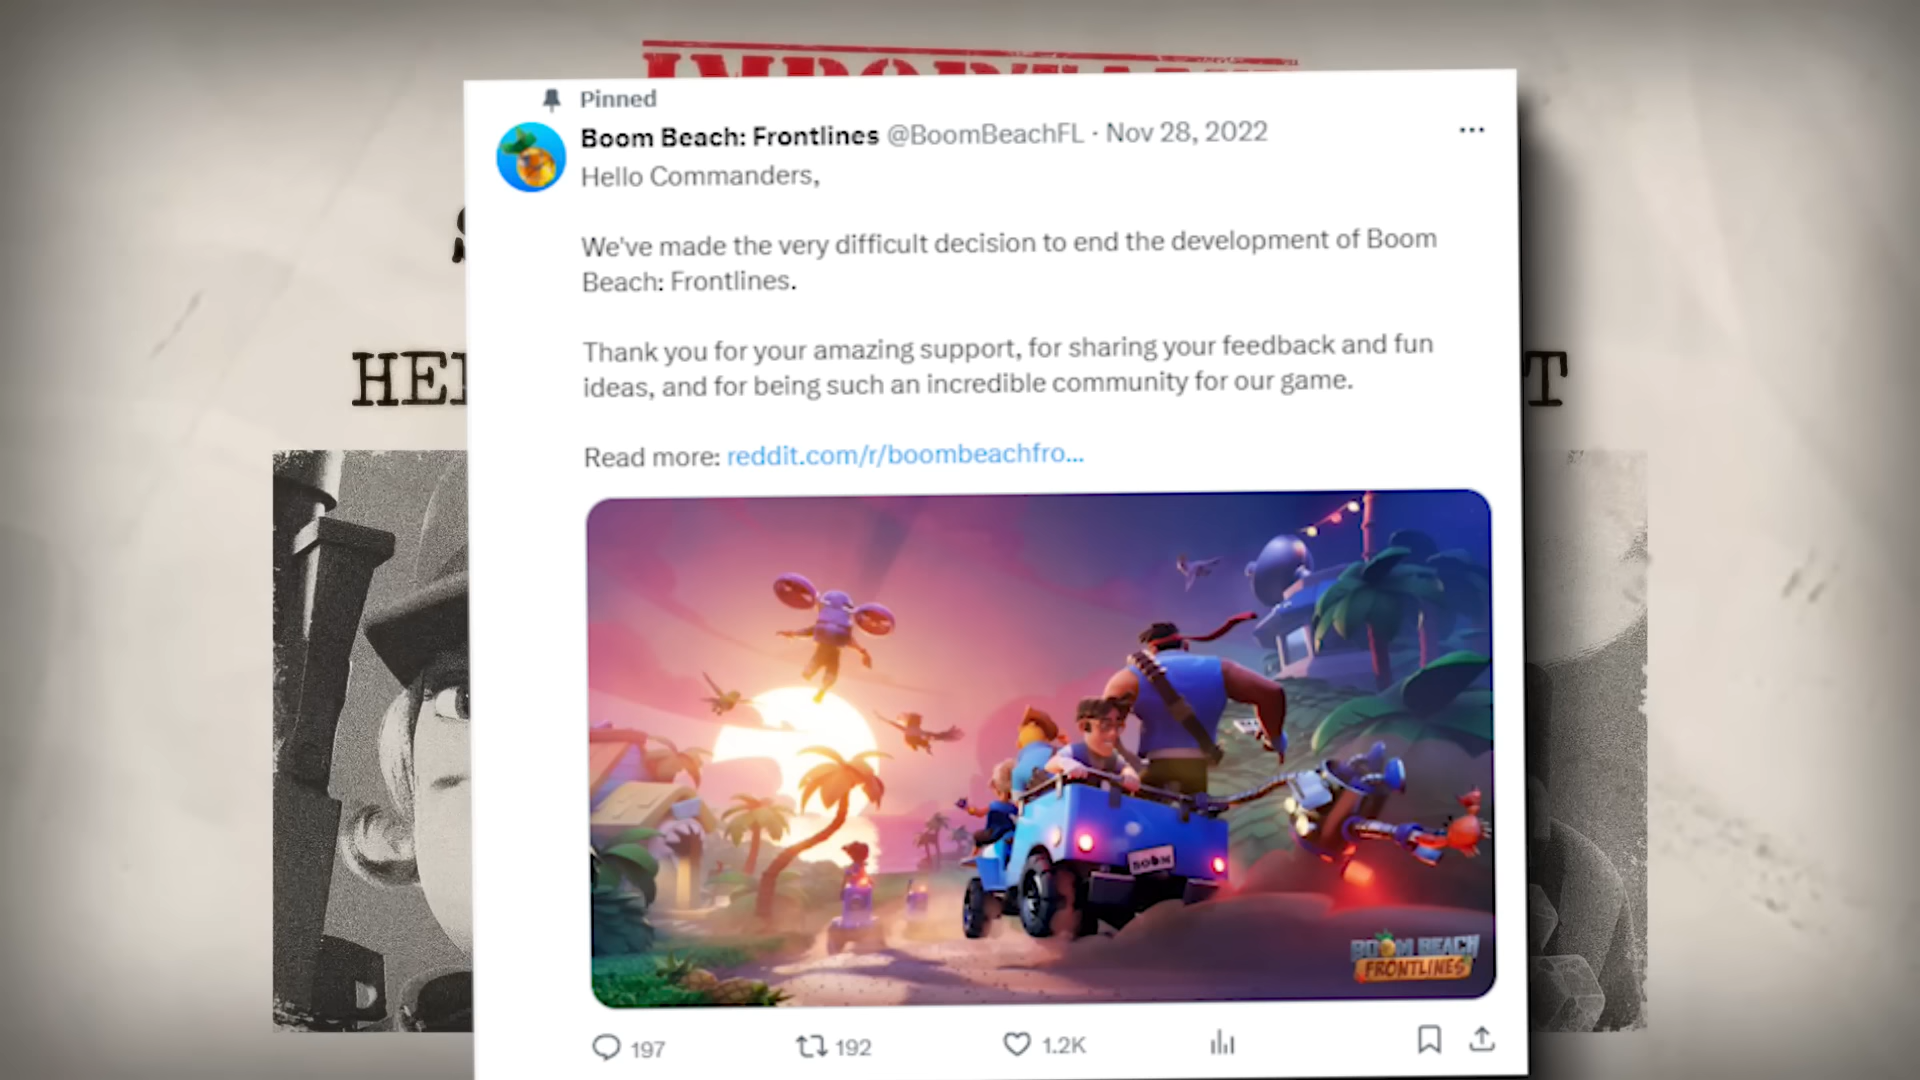 Pinned
Boom Beach: Frontlines @BoomBeachFL · Nov 28, 2022
Hello Commanders,
We've made the very difficult decision to end the development of Boom
Beach: Frontlines.
Thank you for your amazing support, for sharing your feedback and fun
ideas, and for being such an incredible community for our game.
Read more: reddit.com/r/boombeachfro...
BOOM
BOOM BEACH
FRONTLINES
197 192 1.2K